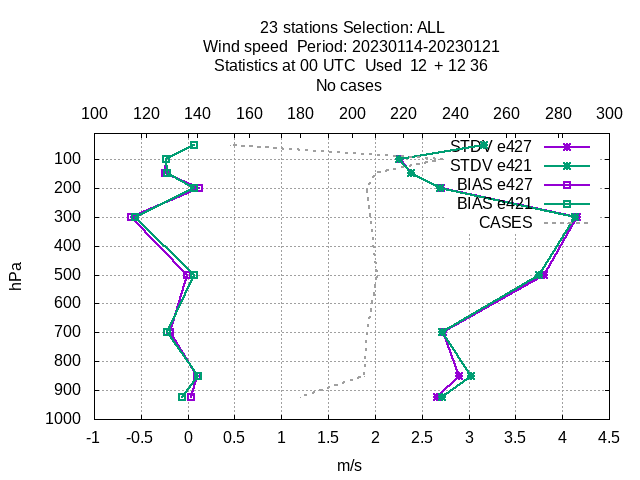 23 stations Selection: ALL
Wind speed  Period: 20230114-20230121
Statistics at 00 UTC  Used  12  + 12 36
No cases
100 120 140 160 180 200 220 240 260 280 300
STDV e427
STDV e421
BIAS e427
BIAS e421
CASES
100
200
300
400
500
600
700
800
900
1000
hPa
-1 -0.5 0 0.5 1 1.5 2 2.5 3 3.5 4 4.5
m/s